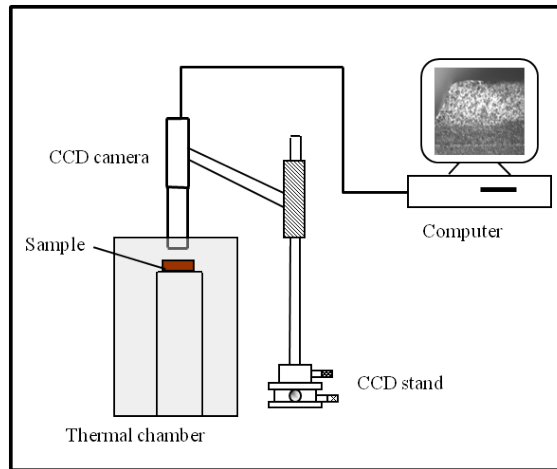 CCD camera
Sample
Computer
CCD stand
Thermal chamber